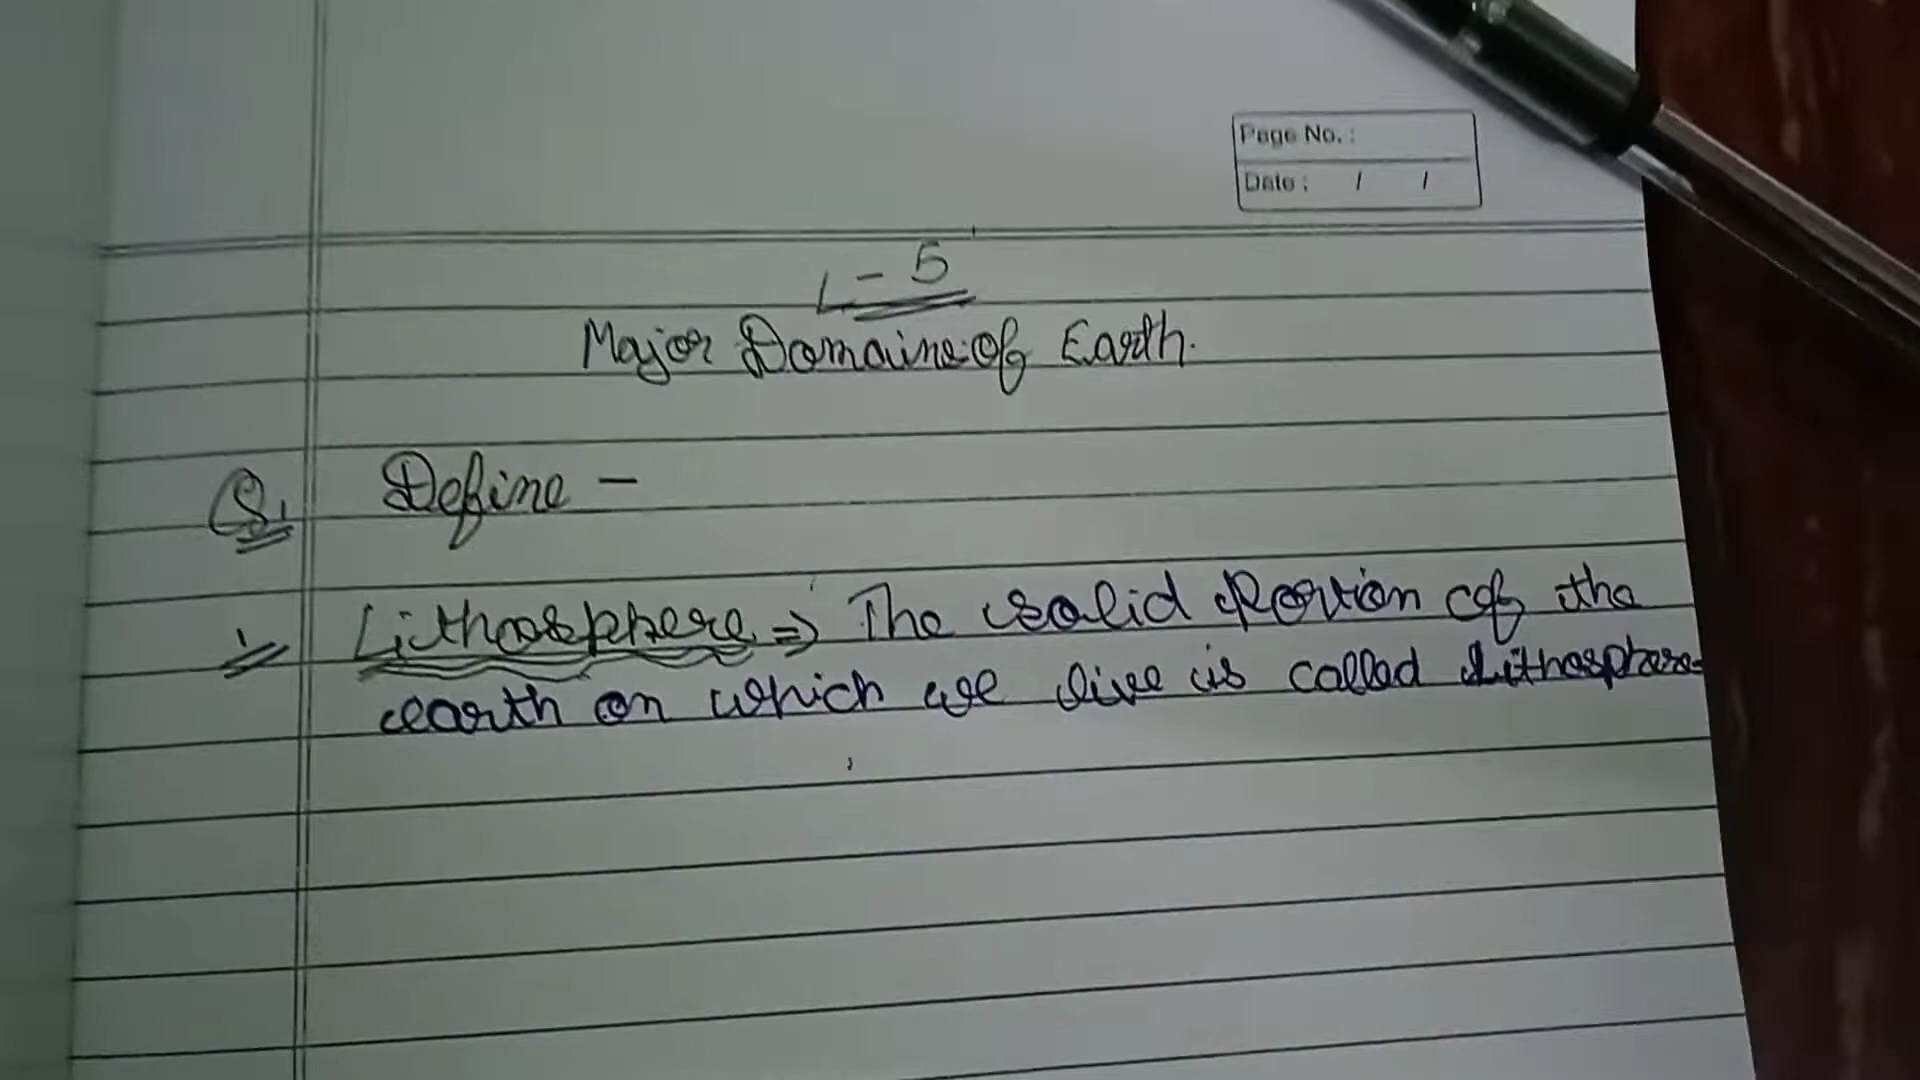 Page No. :
Date : / /
L - 5
Major Domains of Earth.
Q. Define -
1 Lithosphere => The solid Portion of the
earth on which we live is called Lithosphere